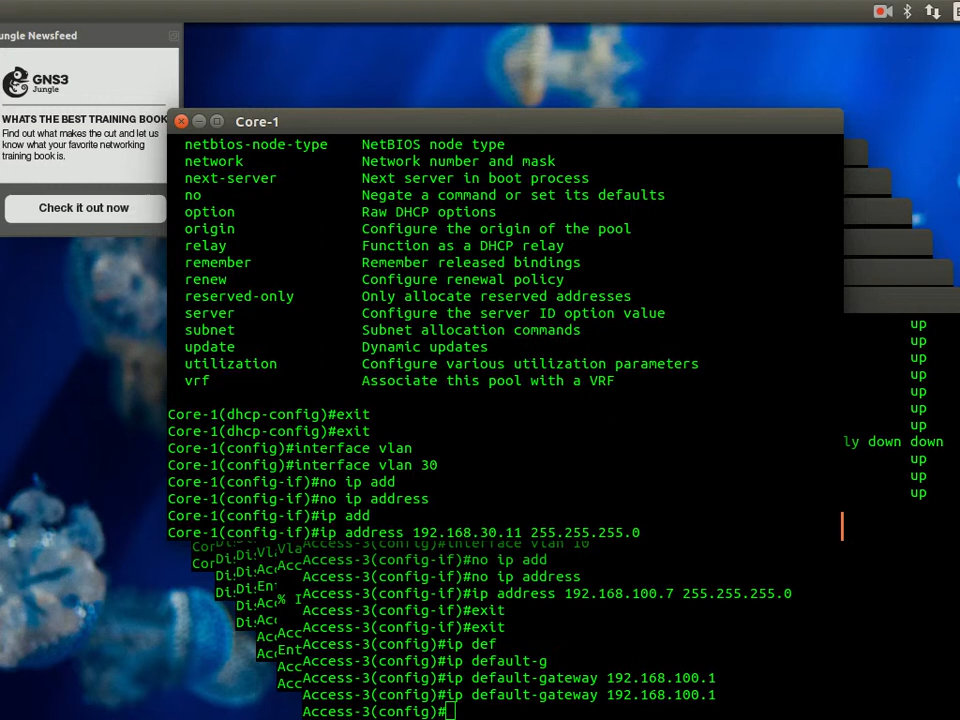 ungle Newsfeed
GNS3
Jungle
WHATS THE BEST TRAINING BOOK
Find out what makes the cut and let us
know what your favorite networking
training book is.
Check it out now
Core-1
netbios-node-type NetBIOS node type
network Network number and mask
next-server Next server in boot process
no Negate a command or set its defaults
option Raw DHCP options
origin Configure the origin of the pool
relay Function as a DHCP relay
remember Remember released bindings
renew Configure renewal policy
reserved-only Only allocate reserved addresses
server Configure the server ID option value
subnet Subnet allocation commands
update Dynamic updates
utilization Configure various utilization parameters
vrf Associate this pool with a VRF
Core-1(dhcp-config)#exit
Core-1(dhcp-config)#exit
Core-1(config)#interface vlan
Core-1(config)#interface vlan 30
Core-1(config-if)#no ip add
Core-1(config-if)#no ip address
Core-1(config-if)#ip add
Core-1(config-if)#ip address 192.168.30.11 255.255.255.0
up
up
up
up
up
up
up
ly down down
up
up
up
Access-3(config)#interface vlan 10
Access-3(config-if)#no ip add
Access-3(config-if)#no ip address
Access-3(config-if)#ip address 192.168.100.7 255.255.255.0
Access-3(config-if)#exit
Access-3(config-if)#exit
Access-3(config)#ip def
Access-3(config)#ip default-g
Access-3(config)#ip default-gateway 192.168.100.1
Access-3(config)#ip default-gateway 192.168.100.1
Access-3(config)#